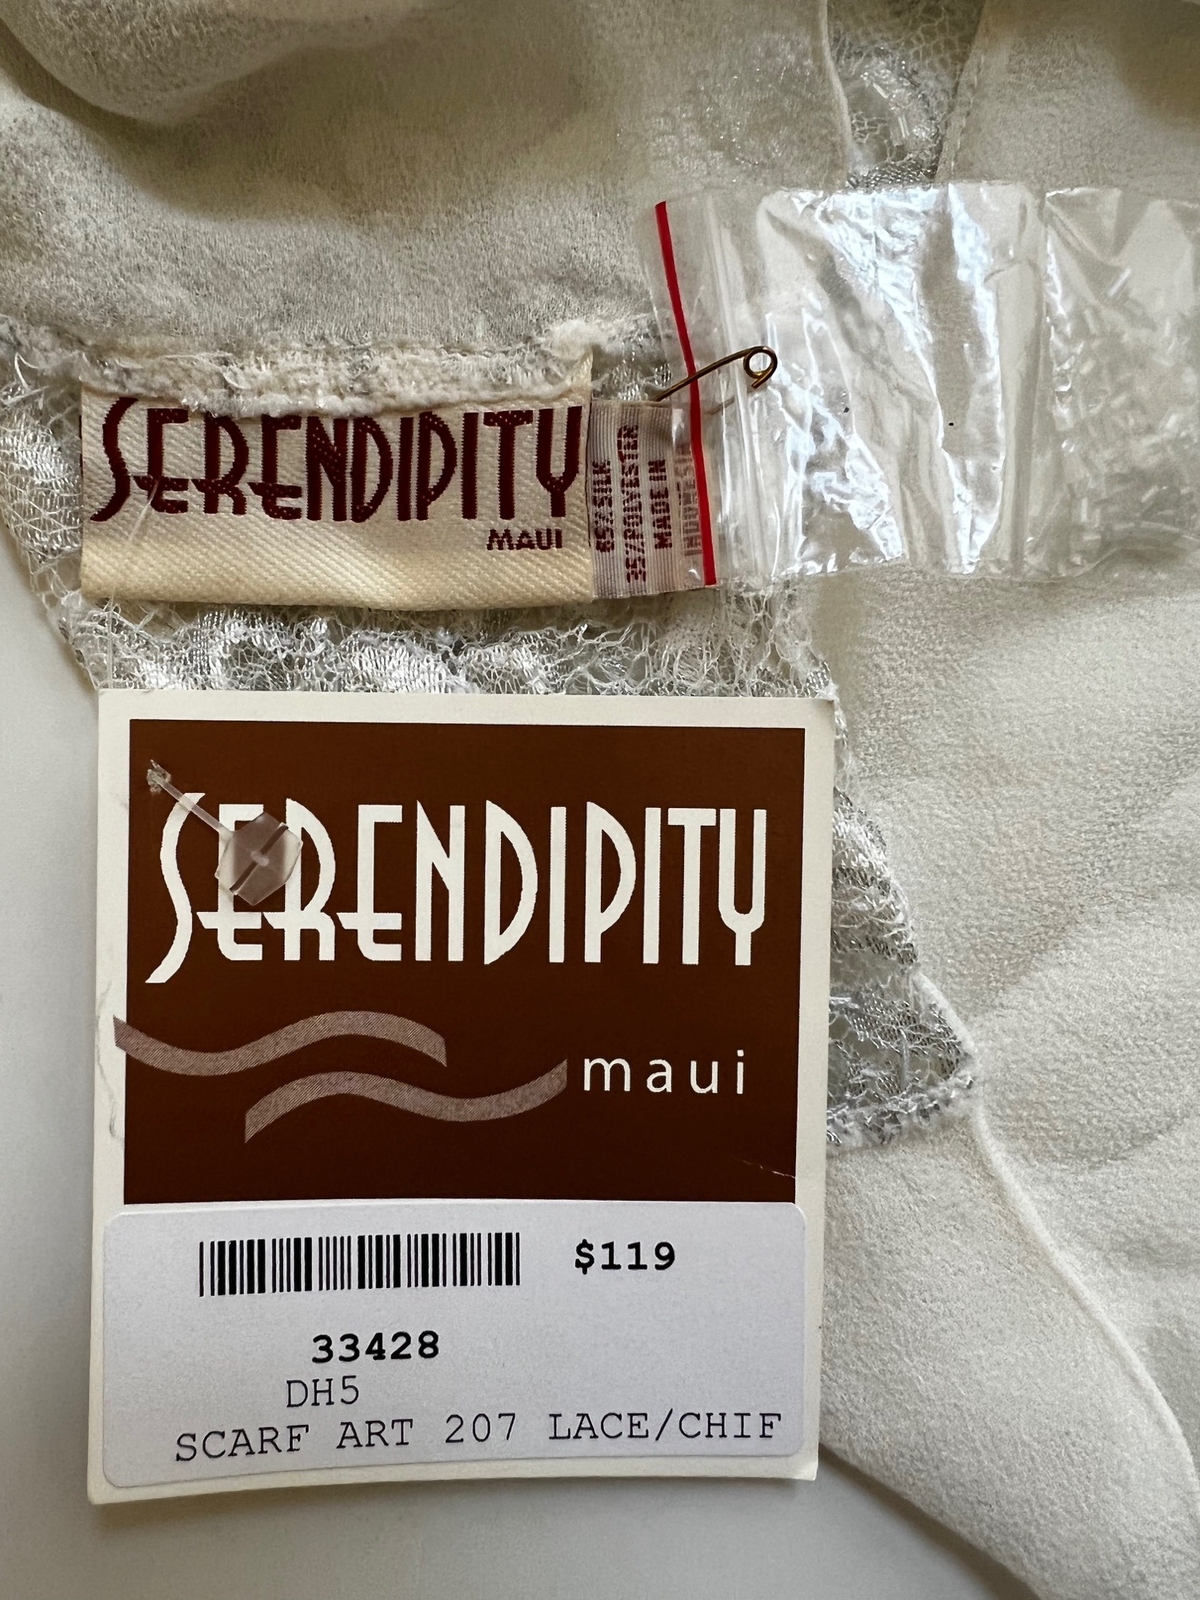 SERENDIPITY
MAUI
65% SILK
35%POLYESTER
MADE IN
INDONESIA
SERENDIPITY
maui
$119
33428
DH5
SCARF ART 207 LACE/CHIF